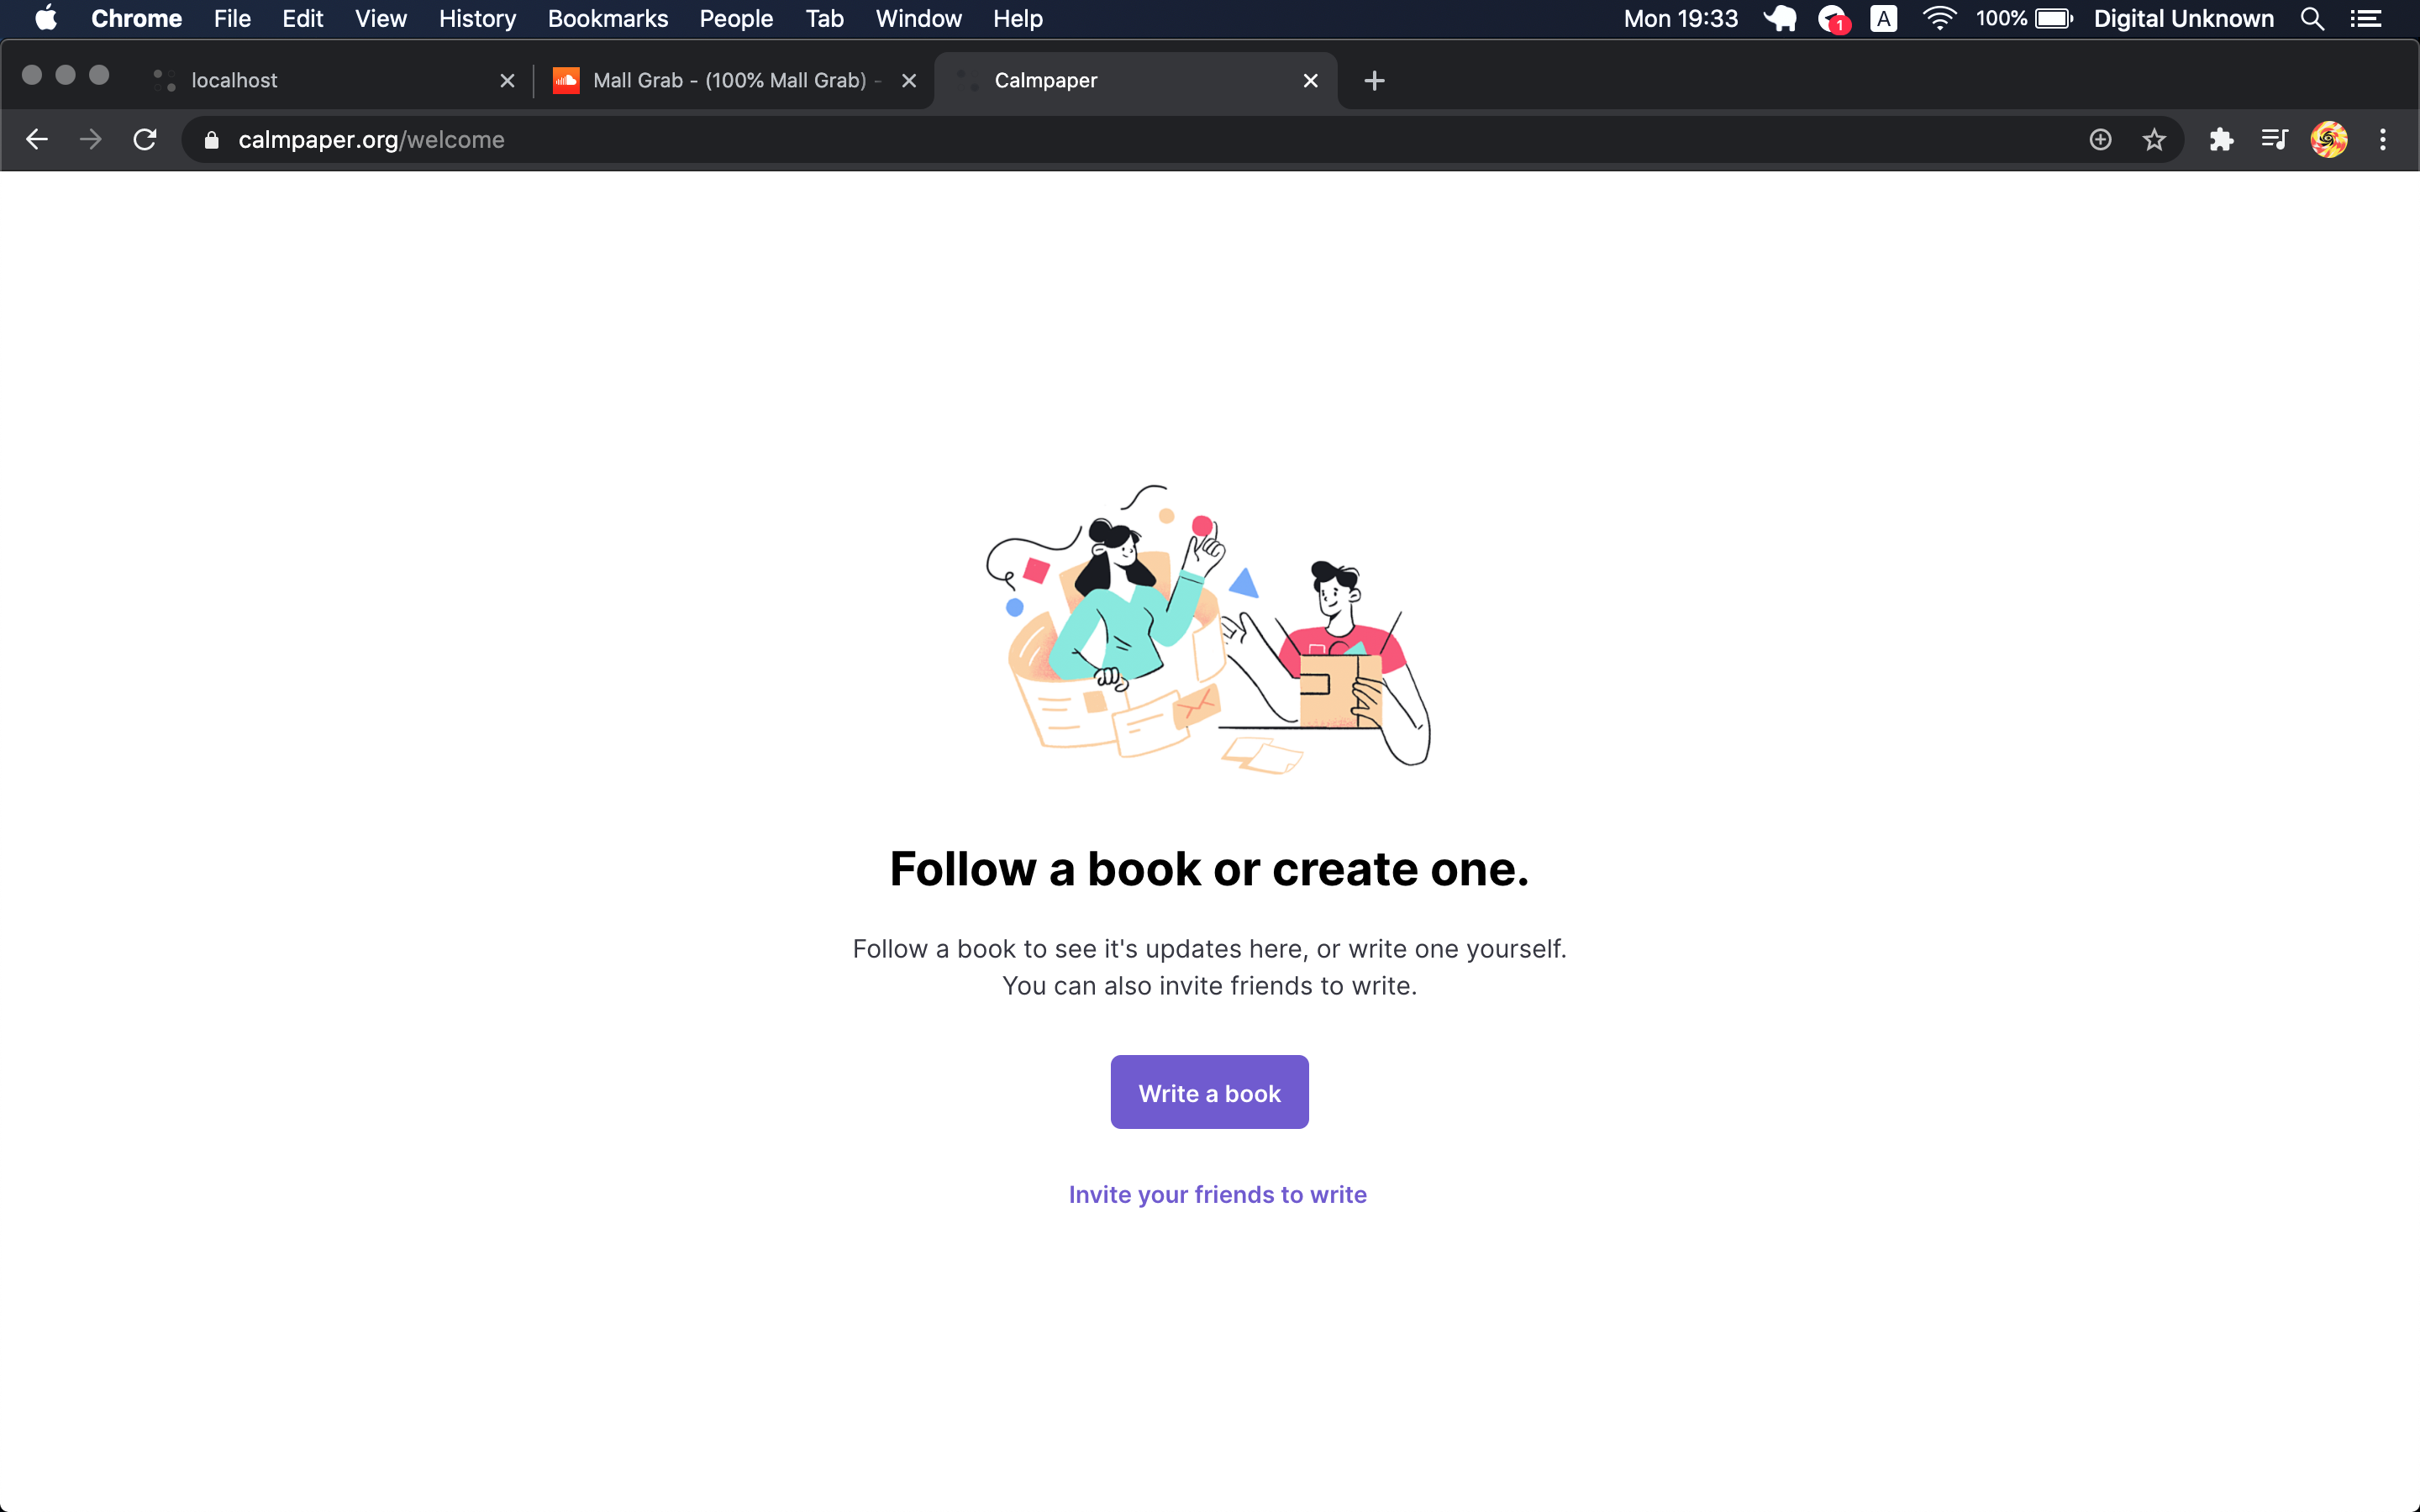 Chrome File Edit View History Bookmarks People Tab Window Help Mon 19:33 1 A 100% Digital Unknown
localhost Mall Grab - (100% Mall Grab) - Calmpaper
calmpaper.org/welcome
Follow a book or create one.
Follow a book to see it's updates here, or write one yourself.
You can also invite friends to write.
Write a book
Invite your friends to write